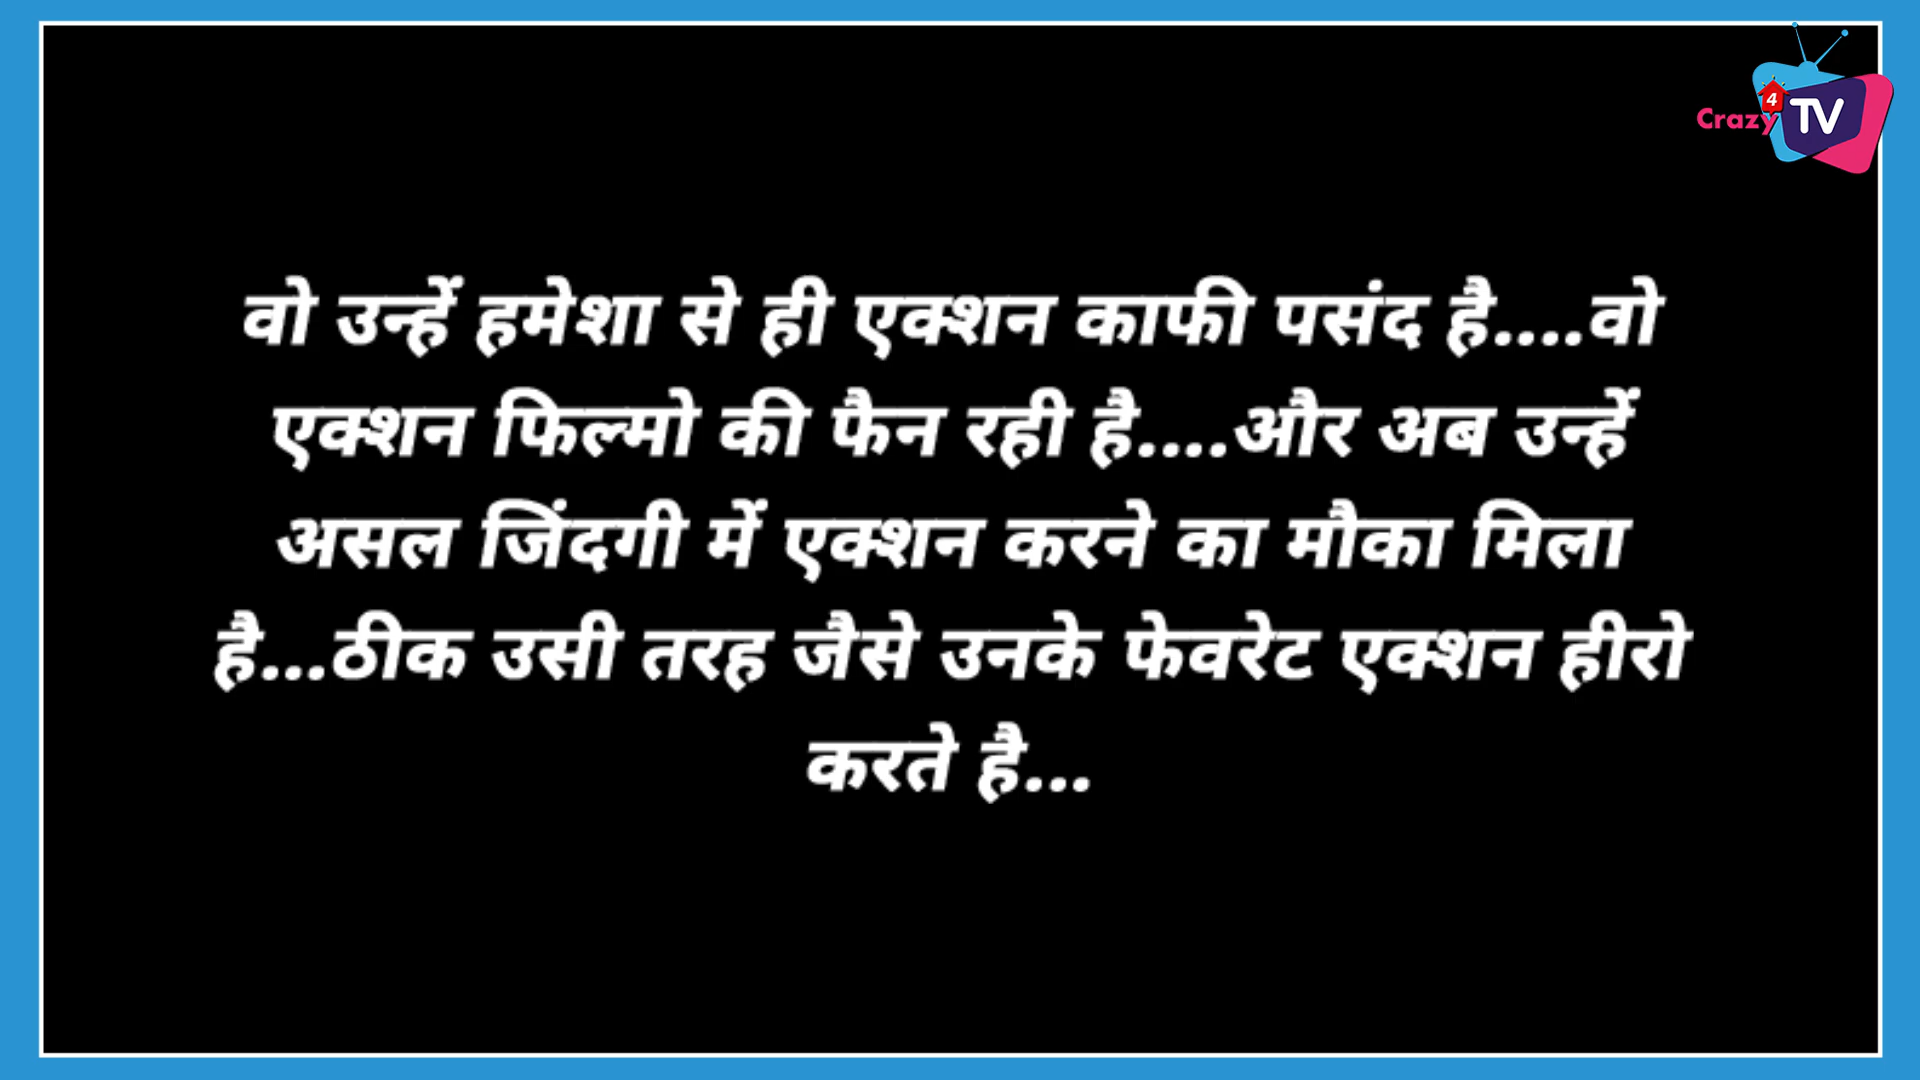 Crazy 4 TV
वो उन्हें हमेशा से ही एक्शन काफी पसंद है....वो
एक्शन फिल्मो की फैन रही है....और अब उन्हें
असल जिंदगी में एक्शन करने का मौका मिला
है...ठीक उसी तरह जैसे उनके फेवरेट एक्शन हीरो
करते है...